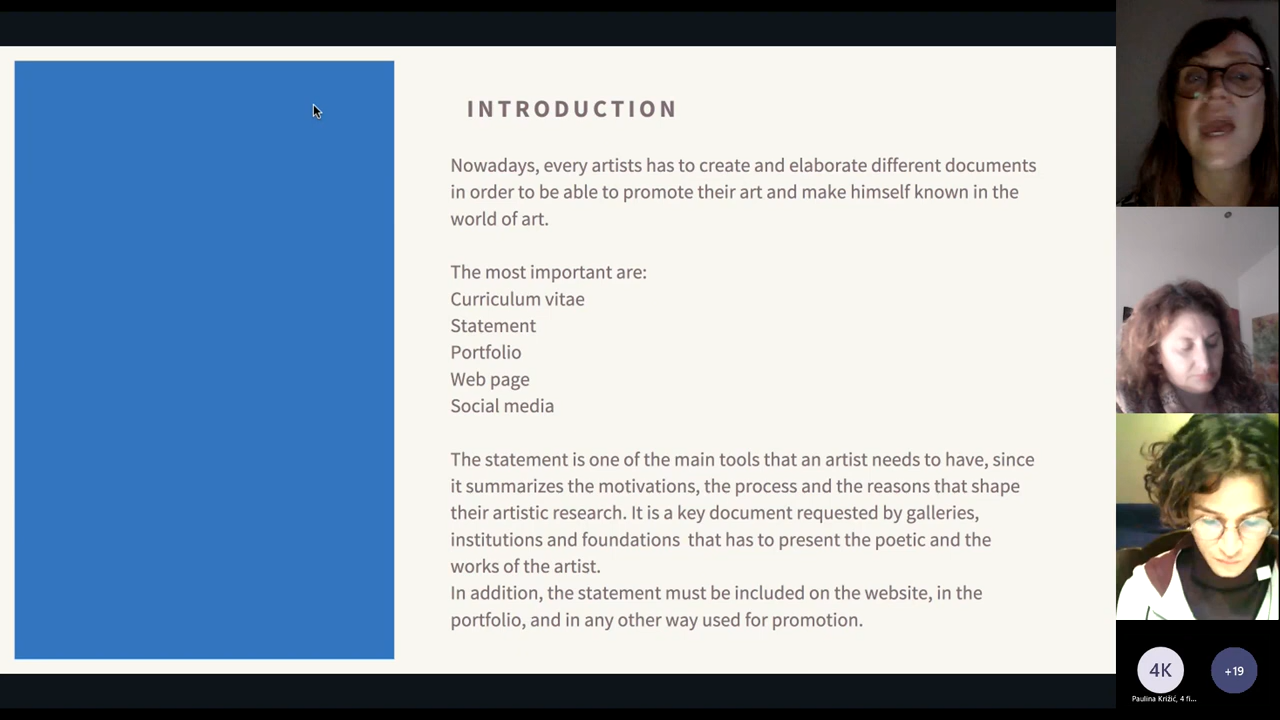 INTRODUCTION
Nowadays, every artists has to create and elaborate different documents
in order to be able to promote their art and make himself known in the
world of art.
The most important are:
Curriculum vitae
Statement
Portfolio
Web page
Social media
The statement is one of the main tools that an artist needs to have, since
it summarizes the motivations, the process and the reasons that shape
their artistic research. It is a key document requested by galleries,
institutions and foundations  that has to present the poetic and the
works of the artist.
In addition, the statement must be included on the website, in the
portfolio, and in any other way used for promotion.
4K
+19
Paulina Križić, 4 fi...